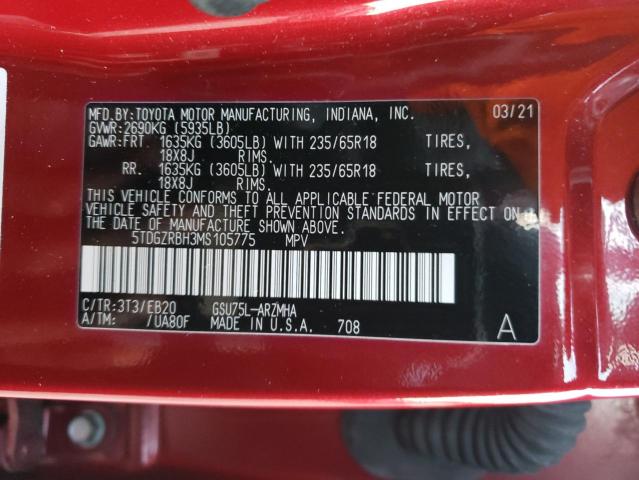 MFD.BY:TOYOTA MOTOR MANUFACTURING, INDIANA, INC. 03/21
GVWR:2690KG (5935LB)
GAWR:FRT 1635KG (3605LB) WITH 235/65R18 TIRES,
18X8J RIMS.
RR. 1635KG (3605LB) WITH 235/65R18 TIRES,
18X8J RIMS.
THIS VEHICLE CONFORMS TO ALL APPLICABLE FEDERAL MOTOR
VEHICLE SAFETY AND THEFT PREVENTION STANDARDS IN EFFECT ON
THE DATE OF MANUFACTURE SHOWN ABOVE.
5TDGZRBH3MS105775 MPV
C/TR:3T3/EB20 GSU75L-ARZMHA
A/TM: /UA80F MADE IN U.S.A. 708 A